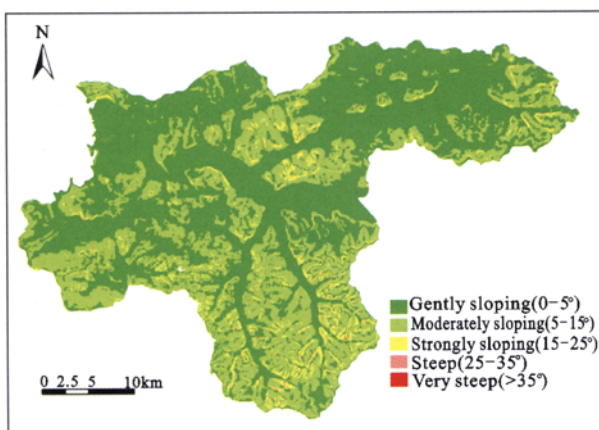 N
Gently sloping(0-5°)
Moderately sloping(5-15°)
Strongly sloping(15-25°)
Steep(25-35°)
Very steep(>35°)
0 2.5 5 10km